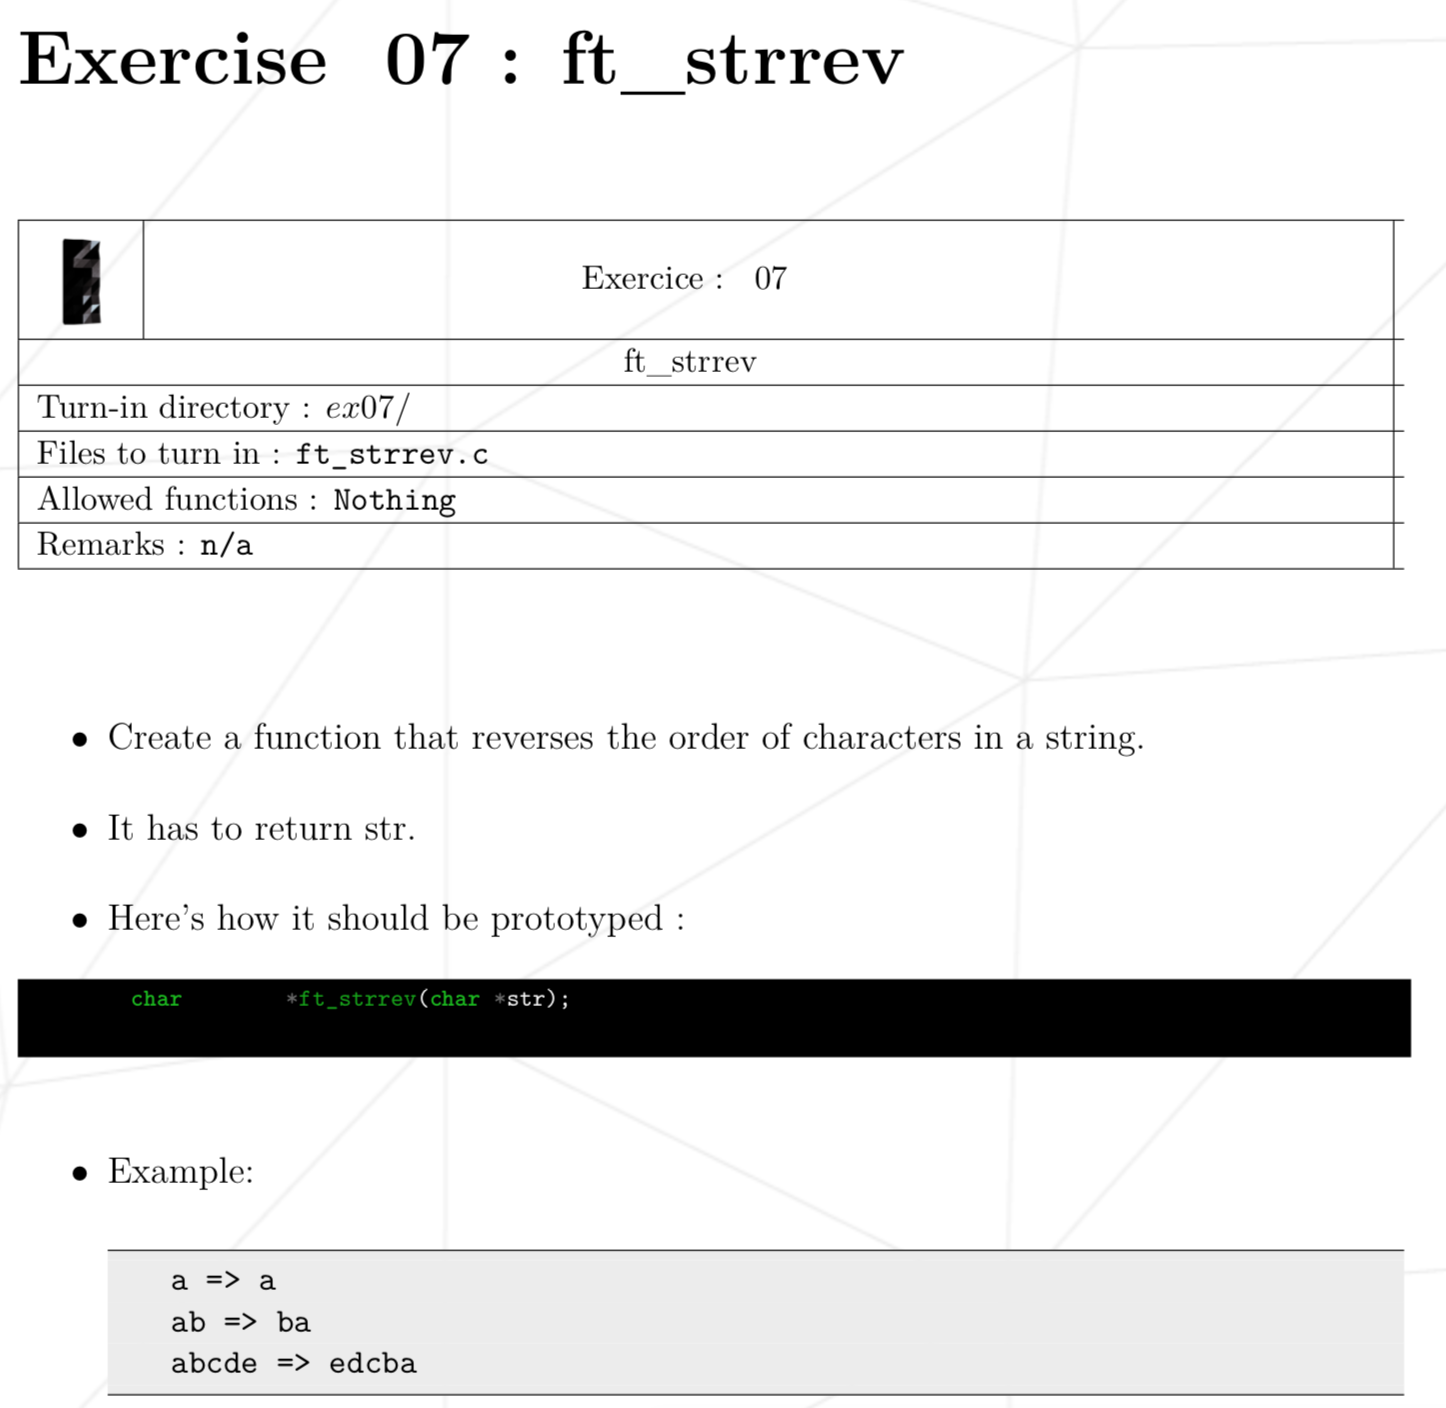 Exercise 07 : ft_strrev
Exercice : 07
ft_strrev
Turn-in directory : ex07/
Files to turn in : ft_strrev.c
Allowed functions : Nothing
Remarks : n/a
• Create a function that reverses the order of characters in a string.
• It has to return str.
• Here's how it should be prototyped :
char *ft_strrev(char *str);
• Example:
a => a
ab => ba
abcde => edcba